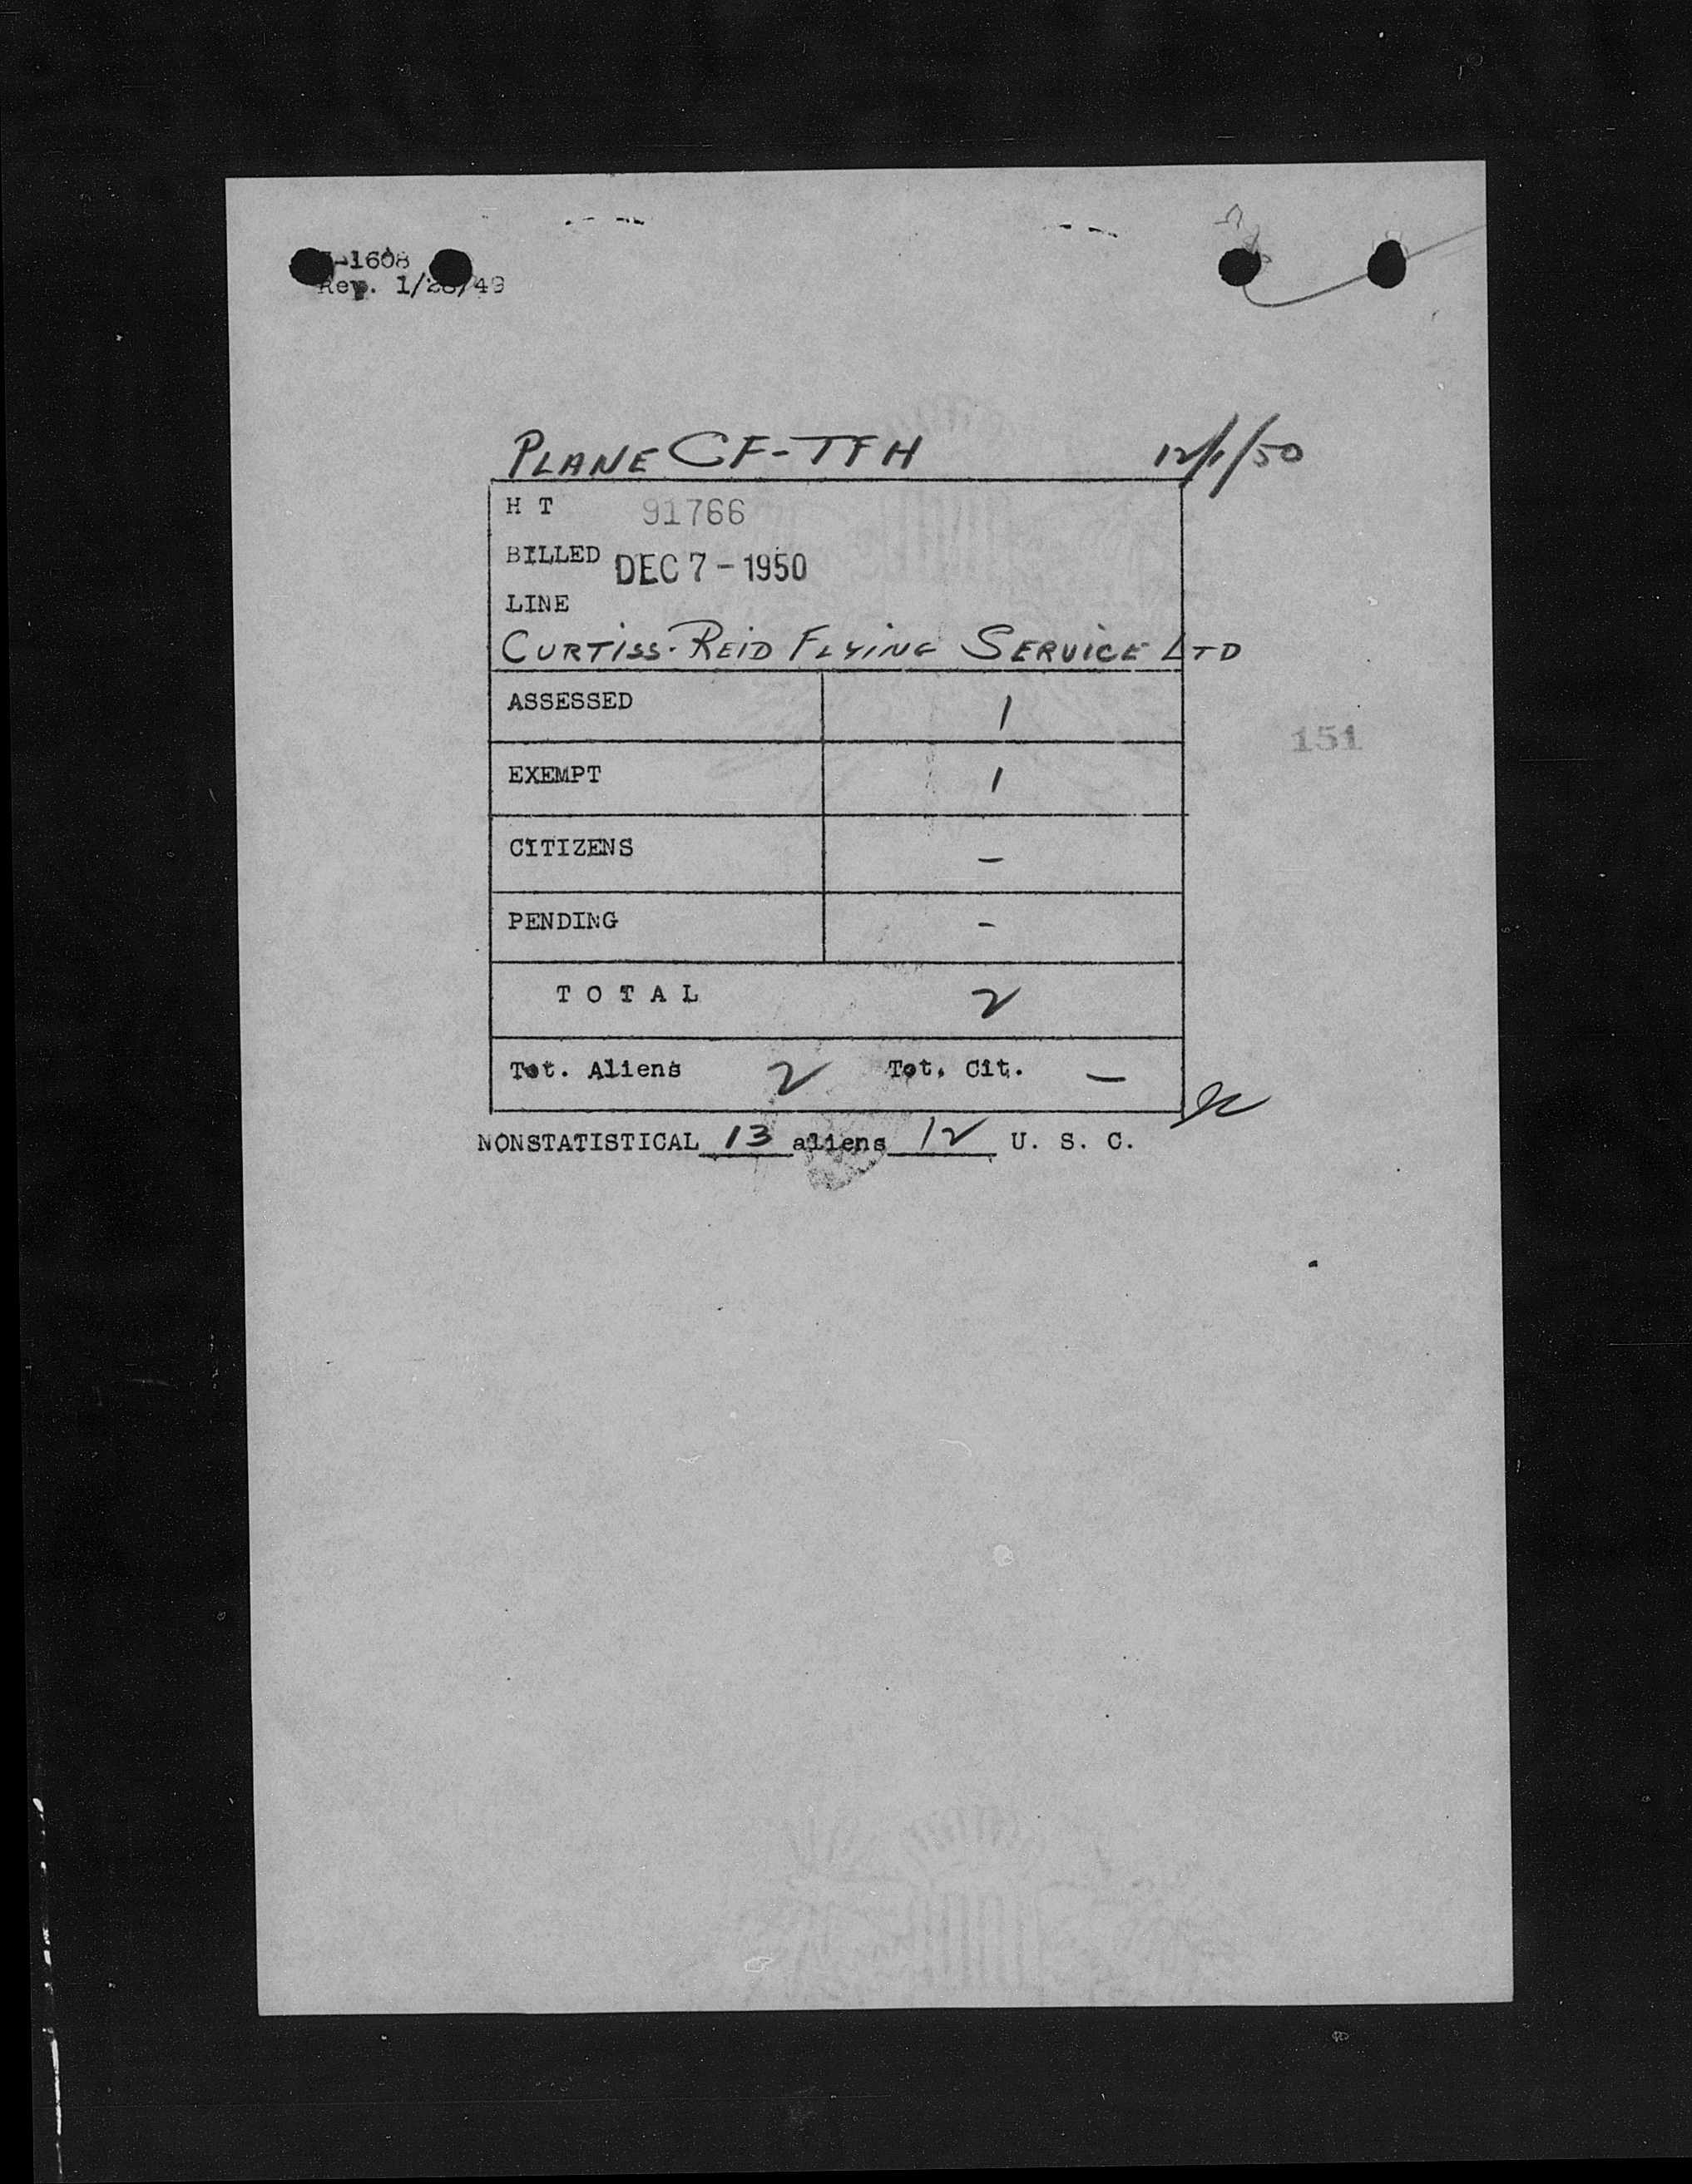 -1608
Rev. 1/28/49
PLANE CF-TFH 12/1/50
H T 91766
BILLED DEC 7-1950
LINE
CURTISS-REID FLYING SERVICE LTD
ASSESSED 1
151
EXEMPT 1
CITIZENS -
PENDING -
T O T A L 2
Tot. Aliens 2 Tot. Cit. -
NONSTATISTICAL 13 aliens 12 U. S. C.